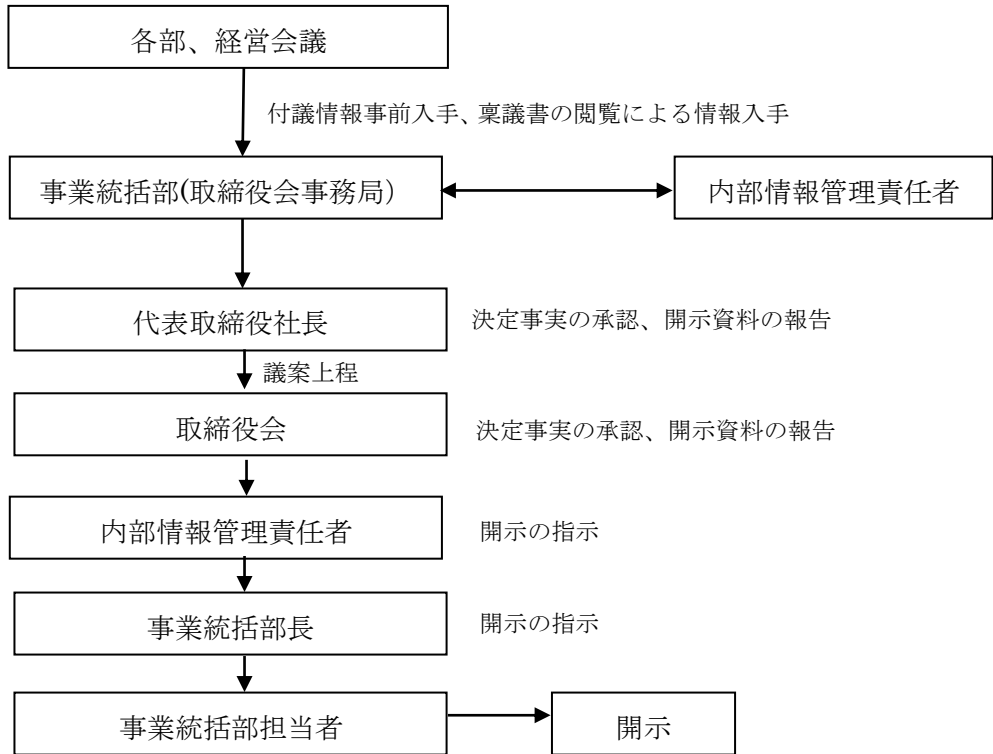 各部、経営会議
付議情報事前入手、稟議書の閲覧による情報入手
事業統括部(取締役会事務局）
内部情報管理責任者
代表取締役社長
決定事実の承認、開示資料の報告
議案上程
取締役会
決定事実の承認、開示資料の報告
内部情報管理責任者
開示の指示
事業統括部長
開示の指示
事業統括部担当者
開示